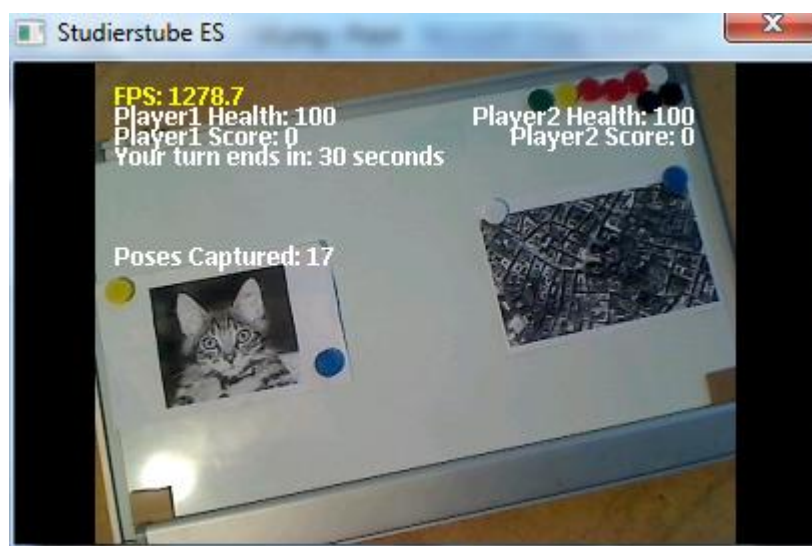 Studierstube ES
FPS: 1278.7
Player1 Health: 100
Player2 Health: 100
Player1 Score: 0
Player2 Score: 0
Your turn ends in: 30 seconds
Poses Captured: 17